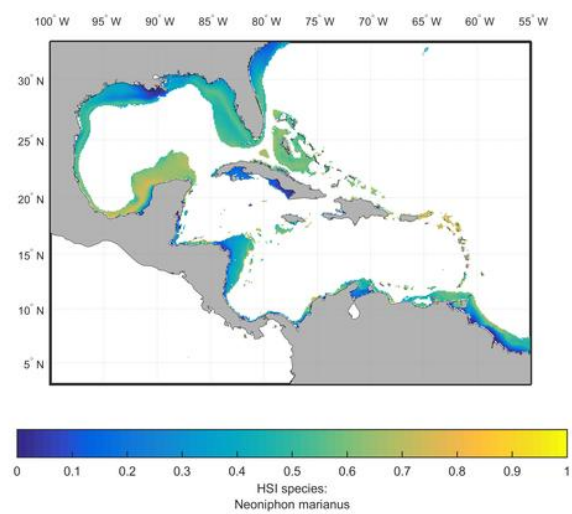 100° W 95° W 90° W 85° W 80° W 75° W 70° W 65° W 60° W 55° W
30° N
25° N
20° N
15° N
10° N
5° N
0 0.1 0.2 0.3 0.4 0.5 0.6 0.7 0.8 0.9 1
HSI species:
Neoniphon marianus